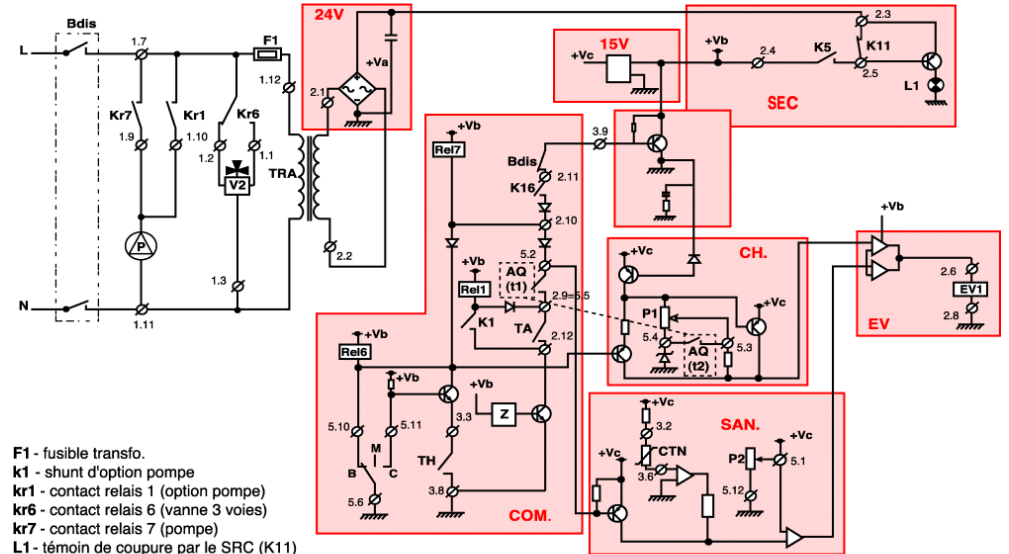 Bdis
L
1.7
F1
1.12
Kr7
Kr1
Kr6
1.9
1.10
1.2
1.1
V2
TRA
P
1.3
N
1.11
24V
+Va
2.1
2.2
15V
+Vc
+Vb
2.4
K5
2.3
K11
2.5
L1
SEC
+Vb
Rel7
Bdis
2.11
K16
3.9
2.10
5.2
AQ
(t1)
Rel1
2.9=5.5
K1
TA
2.12
+Vb
Rel6
+Vb
+Vb
Z
3.3
5.10
5.11
M
B
C
TH
5.6
3.8
COM.
+Vc
CH.
P1
+Vc
5.4
5.3
AQ
(t2)
+Vb
2.6
EV1
2.8
EV
+Vc
3.2
SAN.
+Vc
CTN
3.6
+Vc
P2
5.1
5.12
F1 - fusible transfo.
k1 - shunt d'option pompe
kr1 - contact relais 1 (option pompe)
kr6 - contact relais 6 (vanne 3 voies)
kr7 - contact relais 7 (pompe)
L1 - témoin de coupure par le SRC (K11)